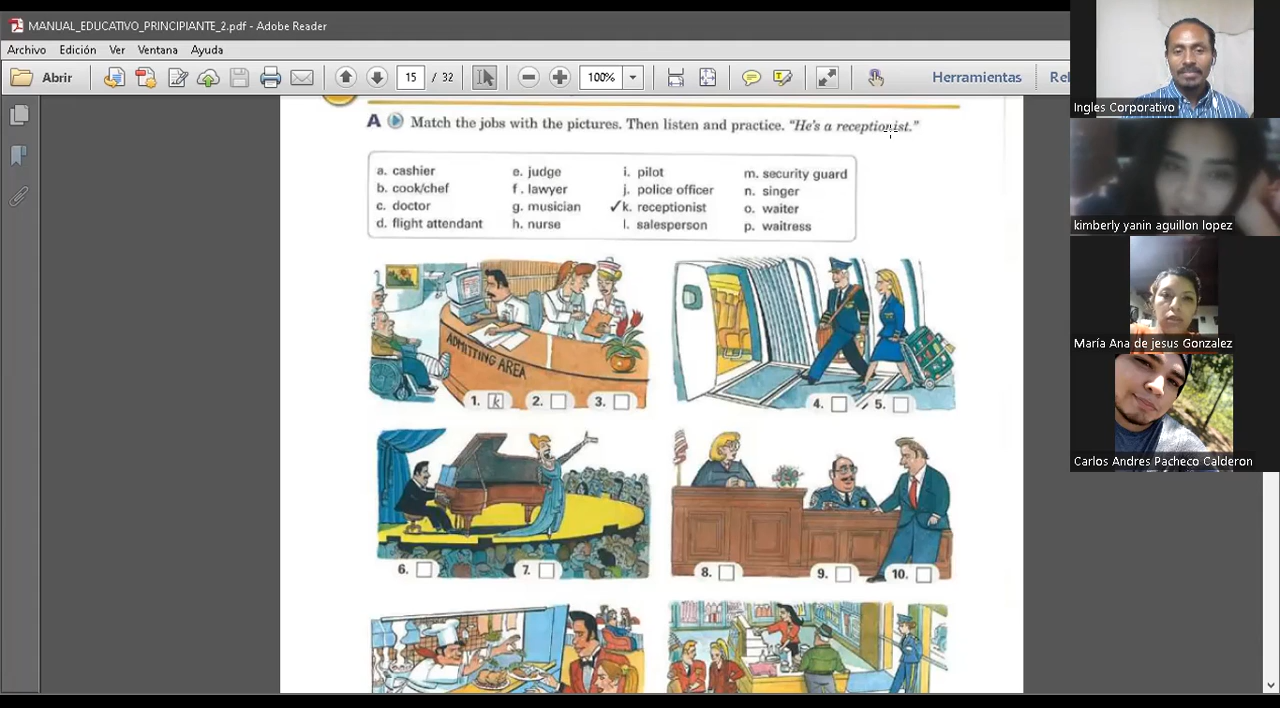 MANUAL_EDUCATIVO_PRINCIPIANTE_2.pdf - Adobe Reader
Archivo Edición Ver Ventana Ayuda
Abrir 15 / 32 100% Herramientas Rel
A Match the jobs with the pictures. Then listen and practice. “He’s a receptionist.”
a. cashier e. judge i. pilot m. security guard
b. cook/chef f. lawyer j. police officer n. singer
c. doctor g. musician ✓k. receptionist o. waiter
d. flight attendant h. nurse l. salesperson p. waitress
ADMITTING AREA
1. k 2. 3. 4. 5.
6. 7. 8. 9. 10.
Ingles Corporativo
kimberly yanin aguillon lopez
María Ana de jesus Gonzalez
Carlos Andres Pacheco Calderon